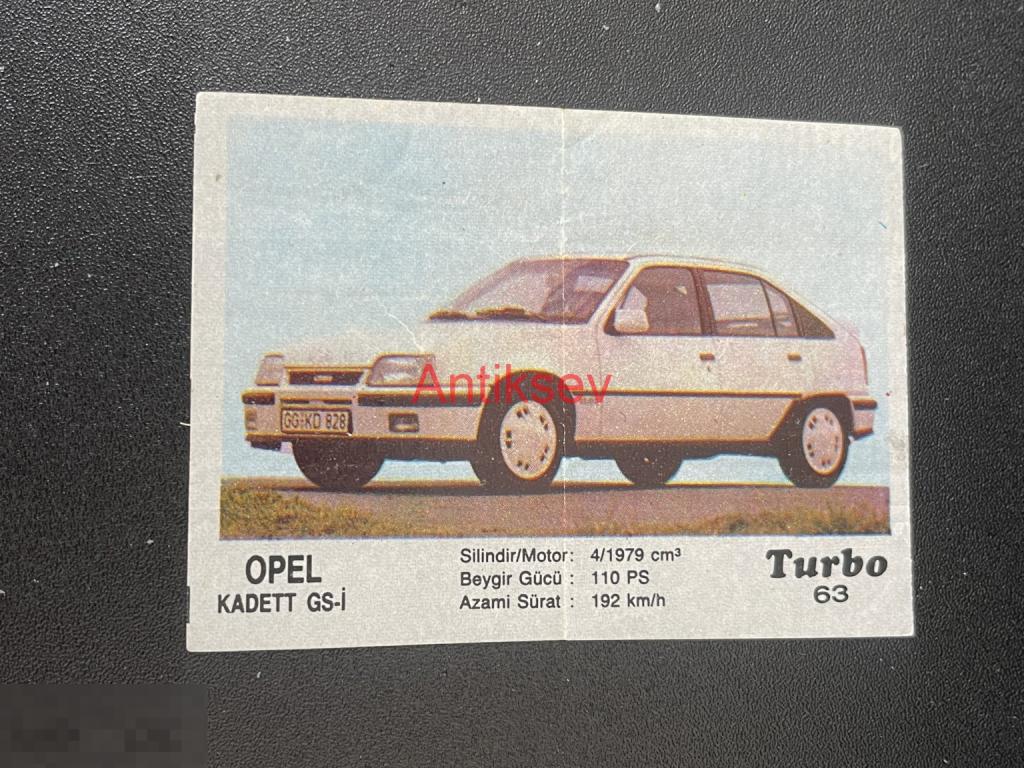 Antiksev
GG-KD 828
OPEL
KADETT GS-İ
Silindir/Motor: 4/1979 cm³
Beygir Gücü : 110 PS
Azami Sürat : 192 km/h
Turbo
63